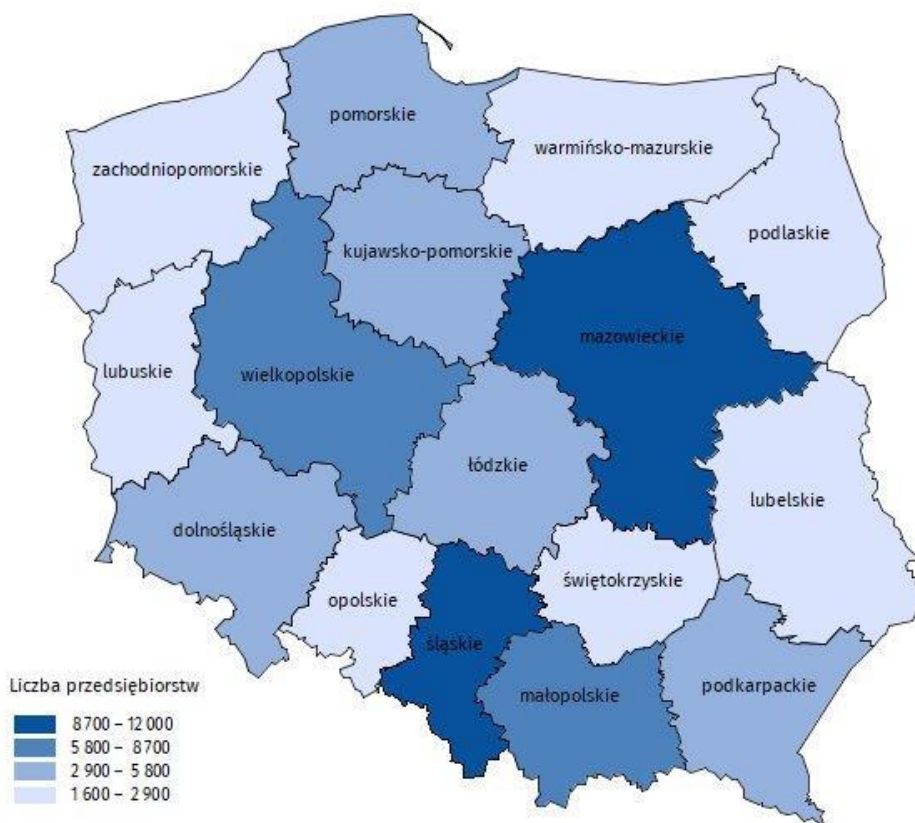 pomorskie
warmińsko-mazurskie
zachodniopomorskie
podlaskie
kujawsko-pomorskie
mazowieckie
lubuskie
wielkopolskie
łódzkie
lubelskie
dolnośląskie
świętokrzyskie
opolskie
śląskie
małopolskie
podkarpackie
Liczba przedsiębiorstw
8 700 – 12 000
5 800 – 8 700
2 900 – 5 800
1 600 – 2 900